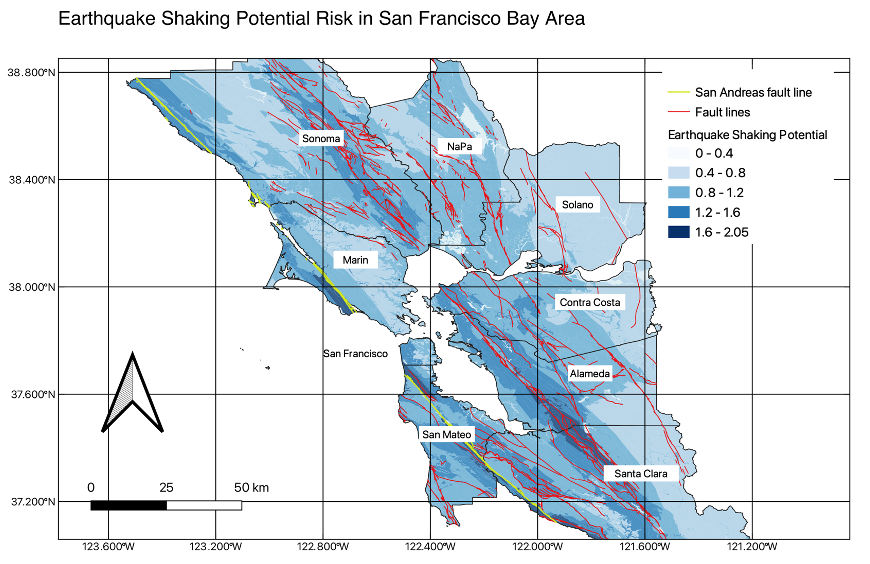 Earthquake Shaking Potential Risk in San Francisco Bay Area
38.800°N
38.400°N
38.000°N
37.600°N
37.200°N
123.600°W
123.200°W
122.800°W
122.400°W
122.000°W
121.600°W
121.200°W
San Andreas fault line
Fault lines
Earthquake Shaking Potential
0 - 0.4
0.4 - 0.8
0.8 - 1.2
1.2 - 1.6
1.6 - 2.05
Sonoma
NaPa
Solano
Marin
Contra Costa
San Francisco
Alameda
San Mateo
Santa Clara
0 25 50 km